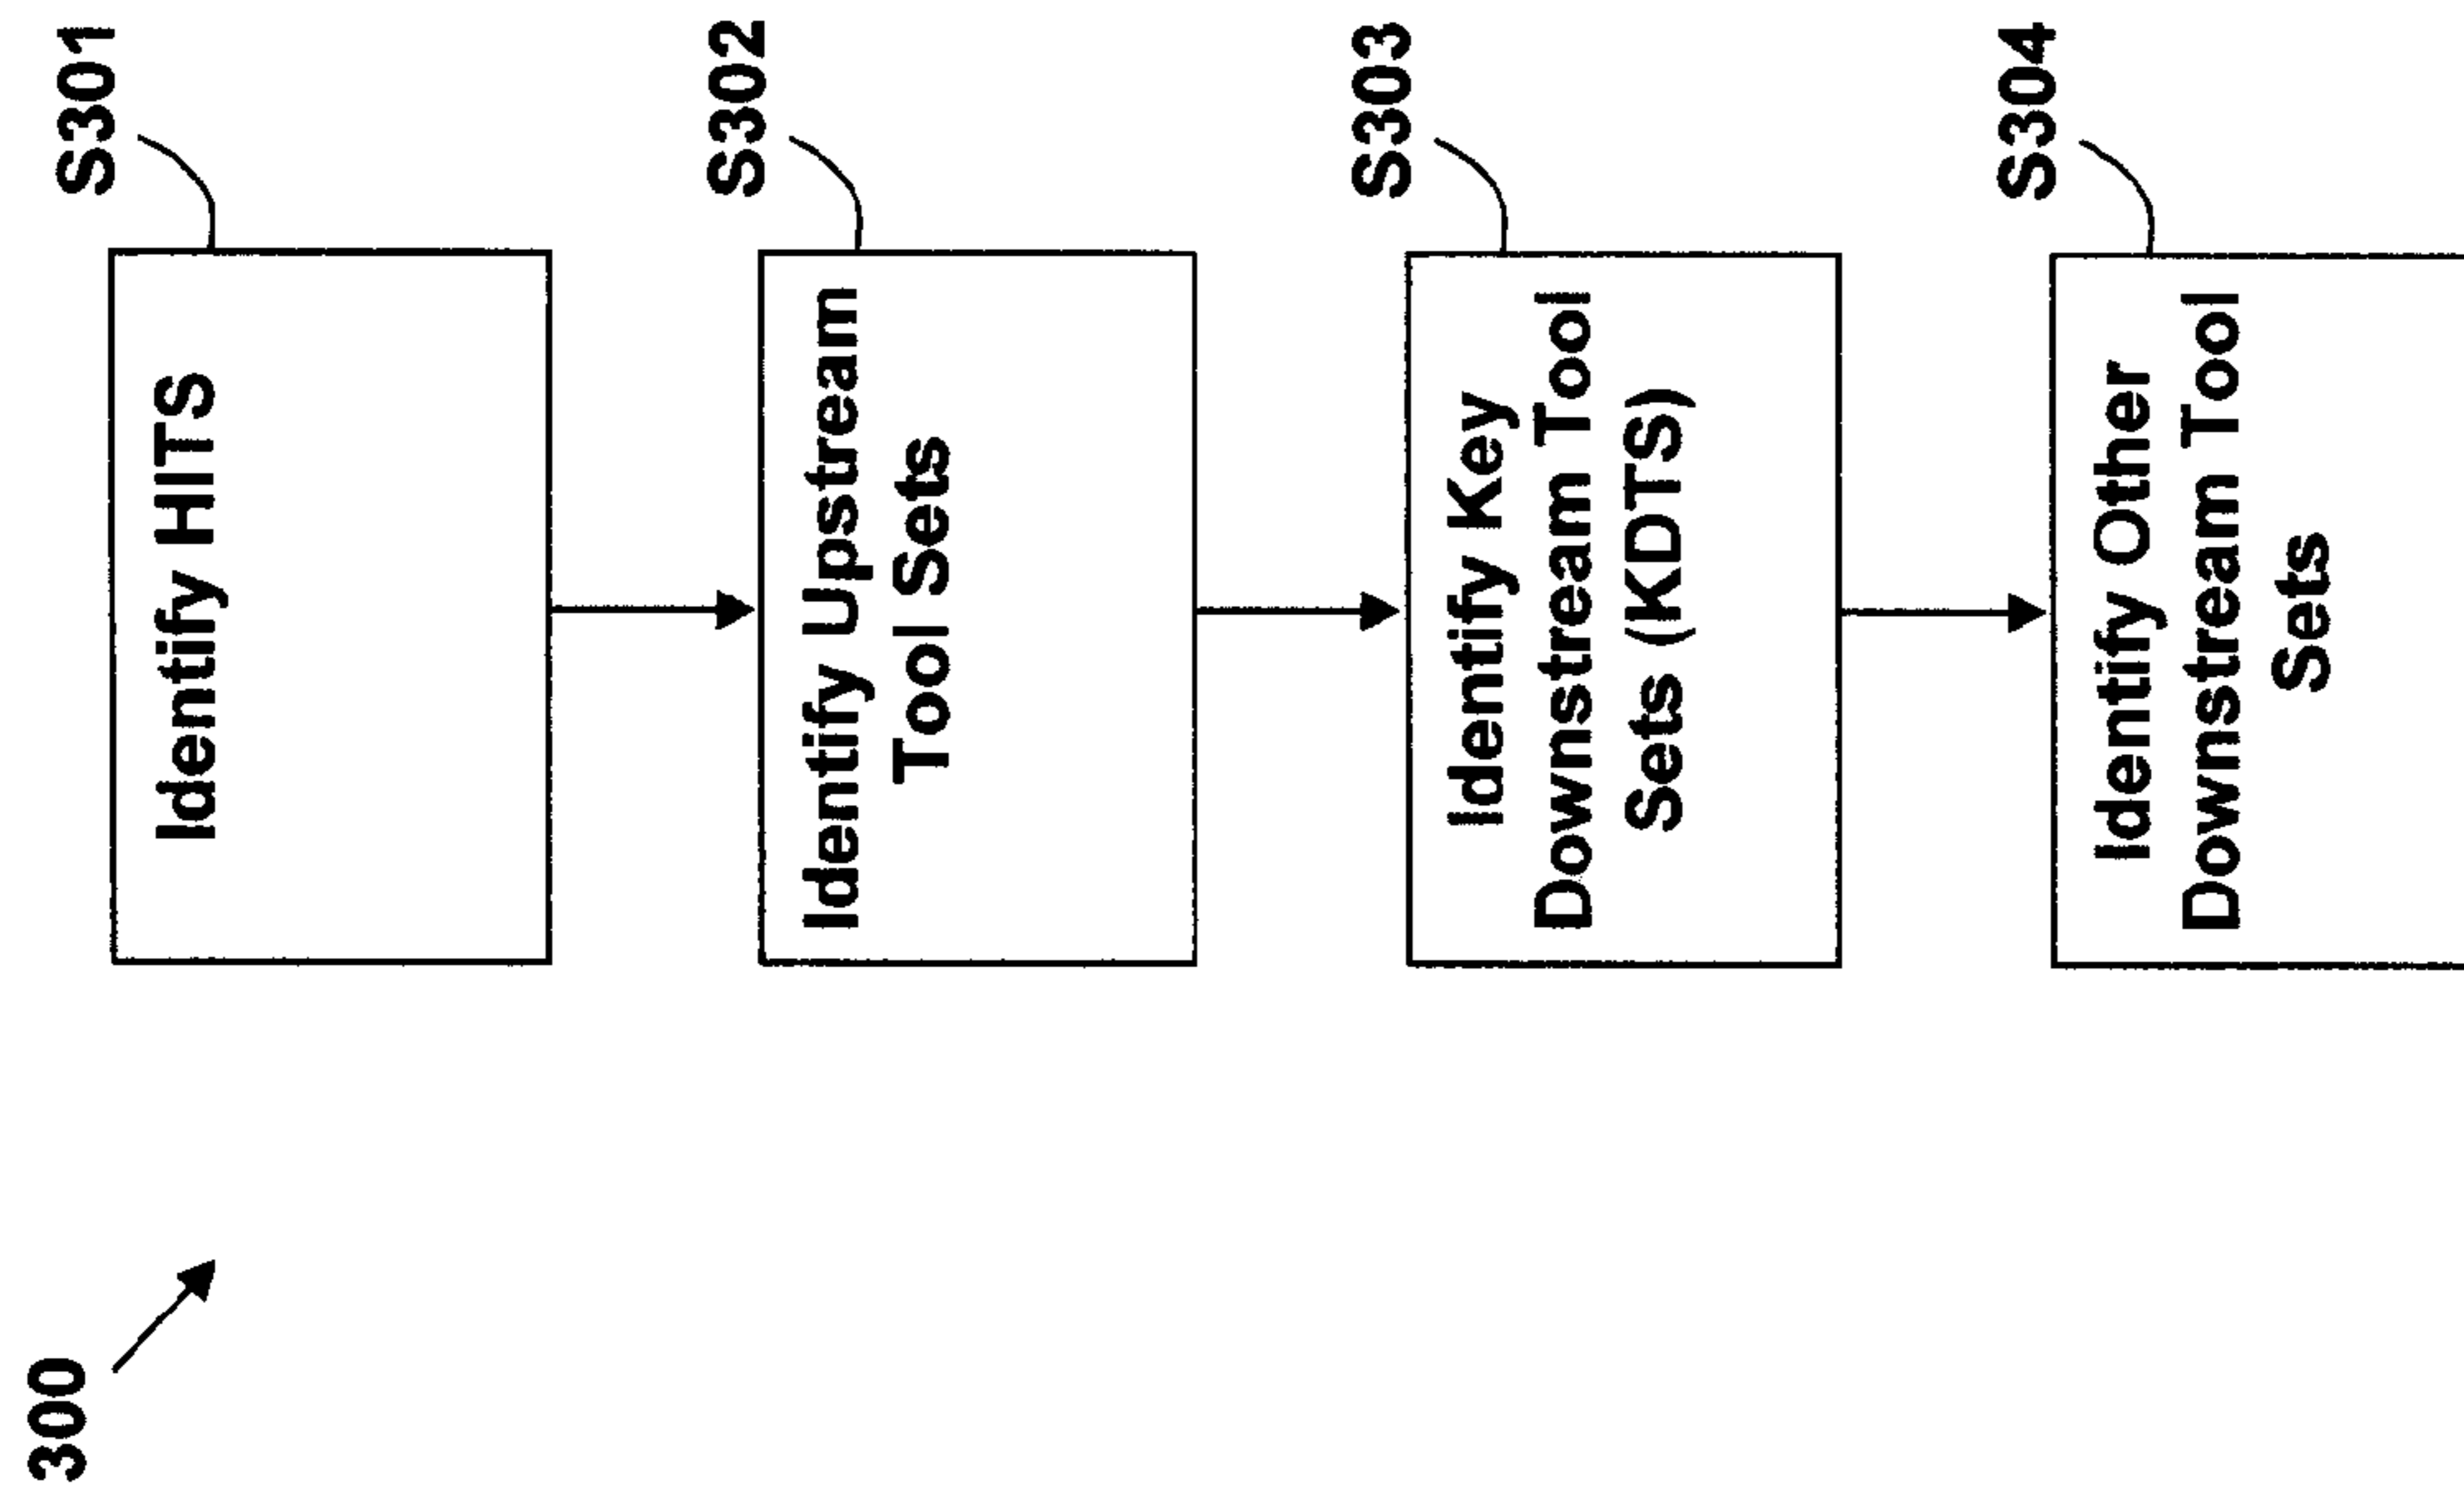 300
S301
Identify HITS
S302
Identify Upstream
Tool Sets
S303
Identify Key
Downstream Tool
Sets (KDTS)
S304
Identify Other
Downstream Tool
Sets